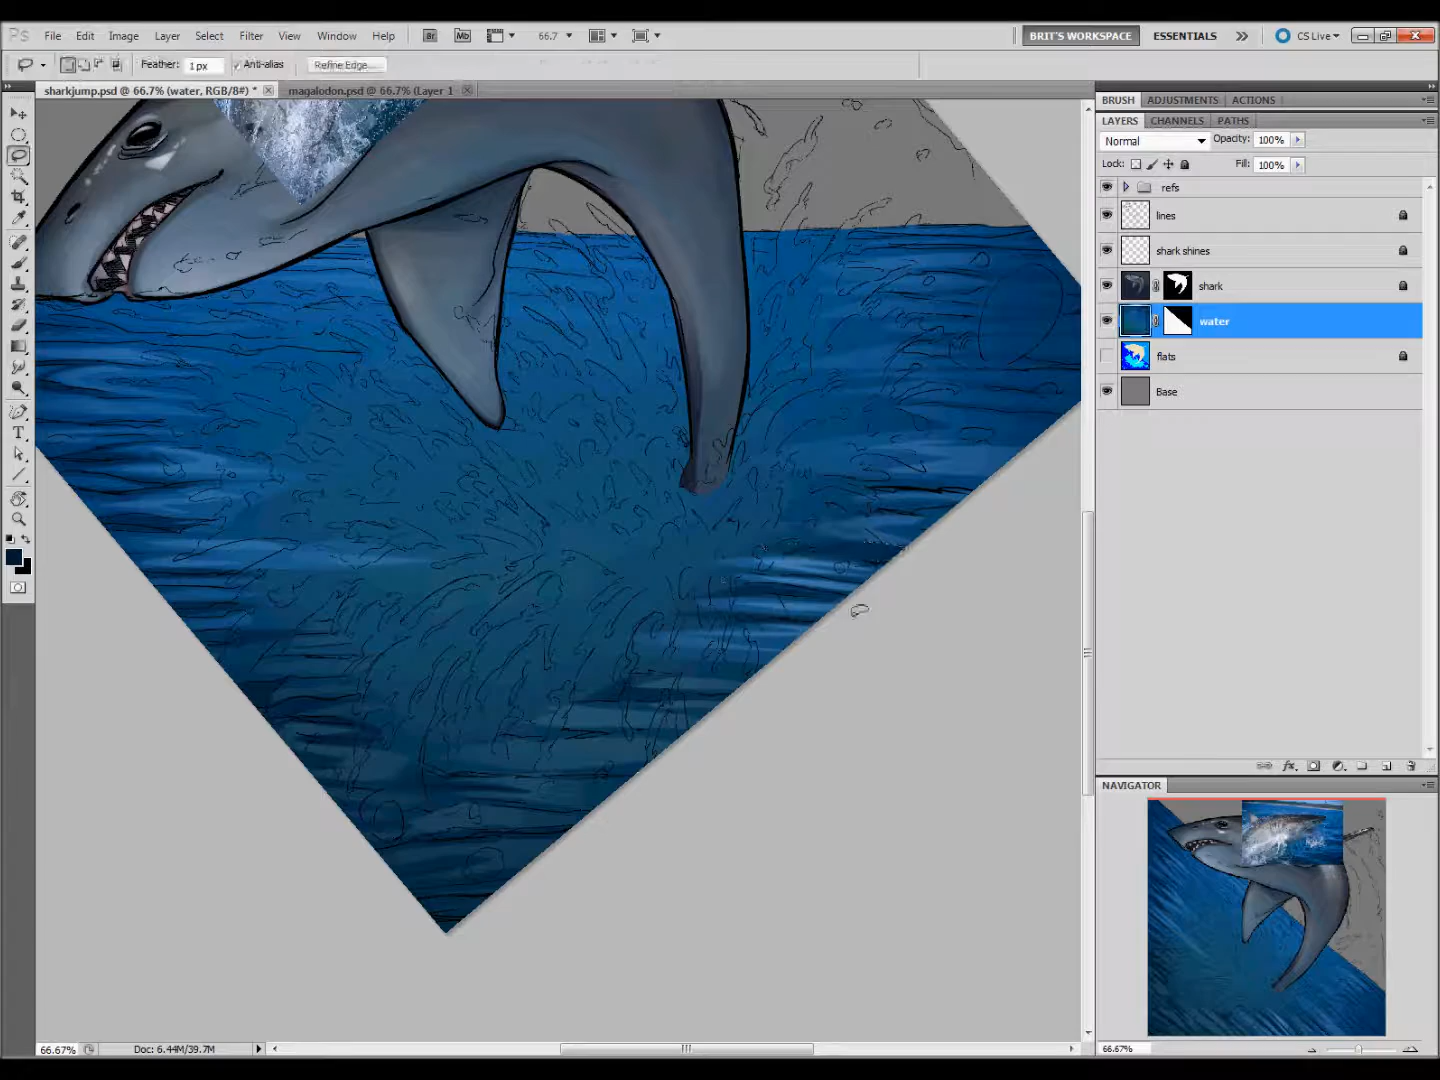 Ps File Edit Image Layer Select Filter View Window Help Br Mb 66.7 BRIT'S WORKSPACE ESSENTIALS CS Live
Feather: 1 px Anti-alias Refine Edge...
sharkjump.psd @ 66.7% (water, RGB/8#) * magalodon.psd @ 66.7% (Layer 1
BRUSH ADJUSTMENTS ACTIONS
LAYERS CHANNELS PATHS
Normal Opacity: 100%
Lock: Fill: 100%
refs
lines
shark shines
shark
water
flats
Base
fx.
NAVIGATOR
66.67%
66.67% Doc: 6.44M/39.7M